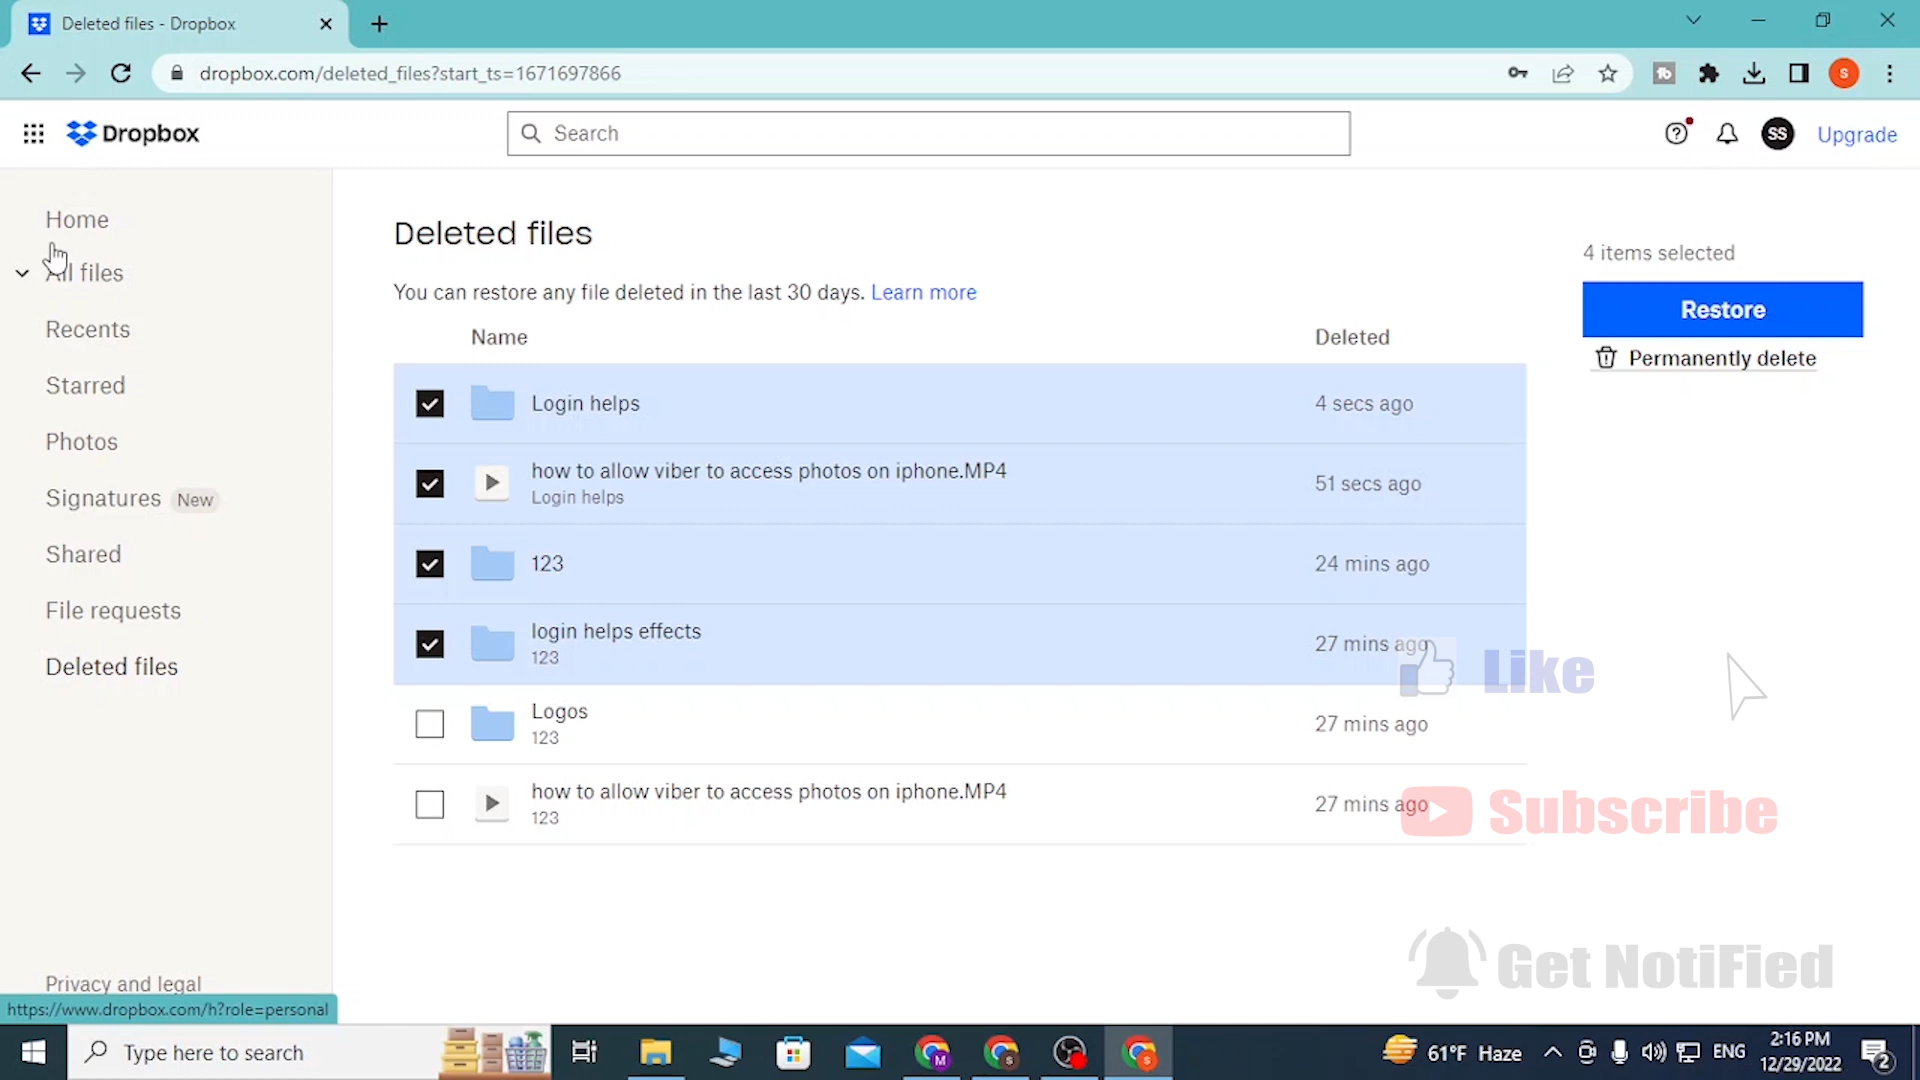 Deleted files - Dropbox
dropbox.com/deleted_files?start_ts=1671697866
Dropbox
Search
SS
Upgrade
Home
All files
Recents
Starred
Photos
Signatures New
Shared
File requests
Deleted files
Privacy and legal
https://www.dropbox.com/h?role=personal
Deleted files
You can restore any file deleted in the last 30 days. Learn more
Name Deleted
Login helps 4 secs ago
how to allow viber to access photos on iphone.MP4 51 secs ago
Login helps
123 24 mins ago
login helps effects 27 mins ago
123
Logos 27 mins ago
123
how to allow viber to access photos on iphone.MP4 27 mins ago
123
4 items selected
Restore
Permanently delete
Like
Subscribe
Get NotiFied
Type here to search
61°F Haze
ENG
2:16 PM
12/29/2022
2